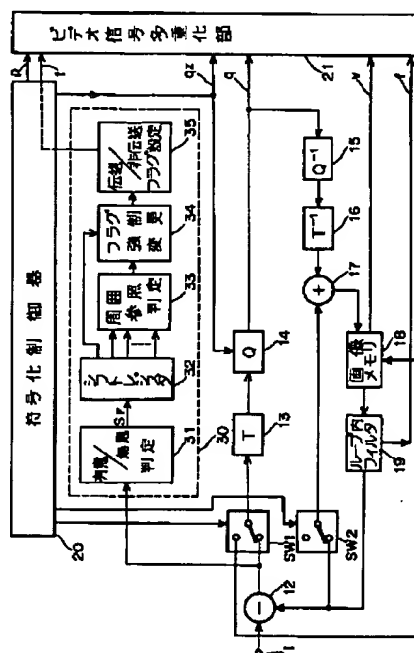 符号化制御器
20
ビデオ信号多重化部
21
P
t
qz
q
v
f
有意/無意判定
31
Sr
シフトレジスタ
32
周囲参照判定
33
フラグ強制変更
34
伝送/非伝送フラグ設定
35
30
T
13
Q
14
Q-1
15
T-1
16
+
17
画像メモリ
18
ループ内フィルタ
19
SW1
SW2
−
12